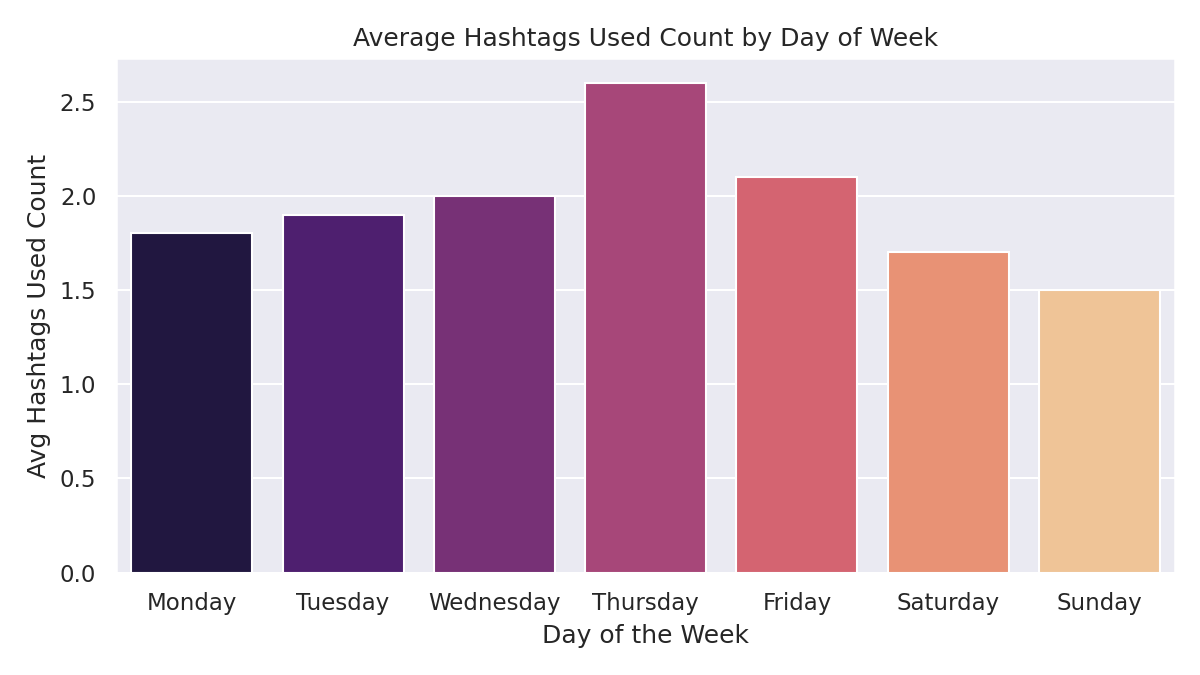 Average Hashtags Used Count by Day of Week
Avg Hashtags Used Count
2.5
2.0
1.5
1.0
0.5
0.0
Monday Tuesday Wednesday Thursday Friday Saturday Sunday
Day of the Week